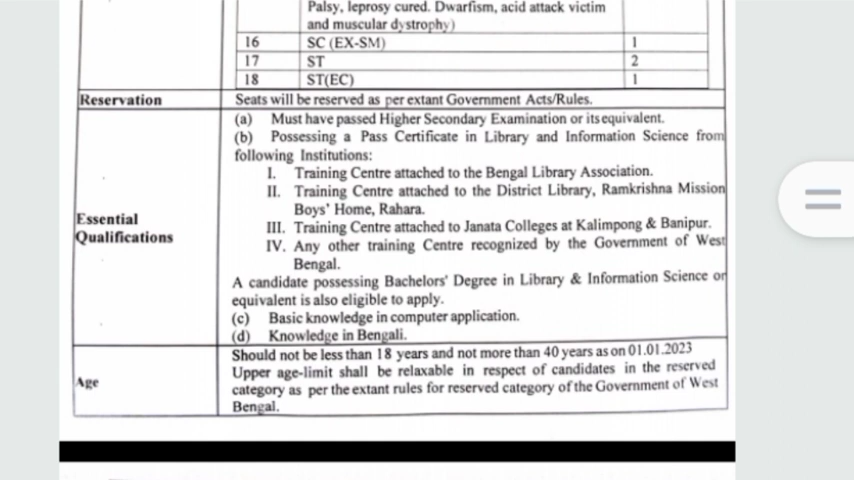 Palsy, leprosy cured. Dwarfism, acid attack victim
and muscular dystrophy)
16 SC (EX-SM) 1
17 ST 2
18 ST(EC) 1
Reservation Seats will be reserved as per extant Government Acts/Rules.
(a) Must have passed Higher Secondary Examination or its equivalent.
(b) Possessing a Pass Certificate in Library and Information Science from
following Institutions:
I. Training Centre attached to the Bengal Library Association.
II. Training Centre attached to the District Library, Ramkrishna Mission
Boys' Home, Rahara.
III. Training Centre attached to Janata Colleges at Kalimpong & Banipur.
Essential
Qualifications
IV. Any other training Centre recognized by the Government of West
Bengal.
A candidate possessing Bachelors' Degree in Library & Information Science or
equivalent is also eligible to apply.
(c) Basic knowledge in computer application.
(d) Knowledge in Bengali.
Age
Should not be less than 18 years and not more than 40 years as on 01.01.2023
Upper age-limit shall be relaxable in respect of candidates in the reserved
category as per the extant rules for reserved category of the Government of West
Bengal.